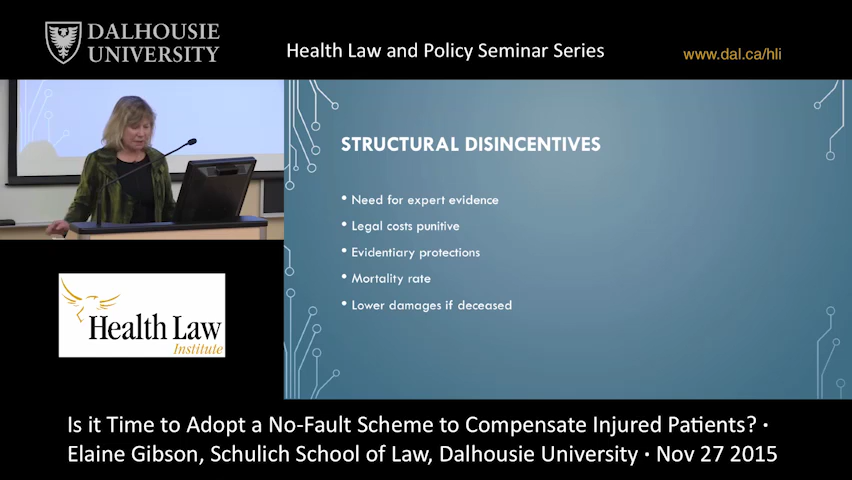 DALHOUSIE
UNIVERSITY
Health Law and Policy Seminar Series
www.dal.ca/hli
STRUCTURAL DISINCENTIVES
• Need for expert evidence
• Legal costs punitive
• Evidentiary protections
• Mortality rate
• Lower damages if deceased
Health Law
Institute
Is it Time to Adopt a No-Fault Scheme to Compensate Injured Patients? •
Elaine Gibson, Schulich School of Law, Dalhousie University • Nov 27 2015